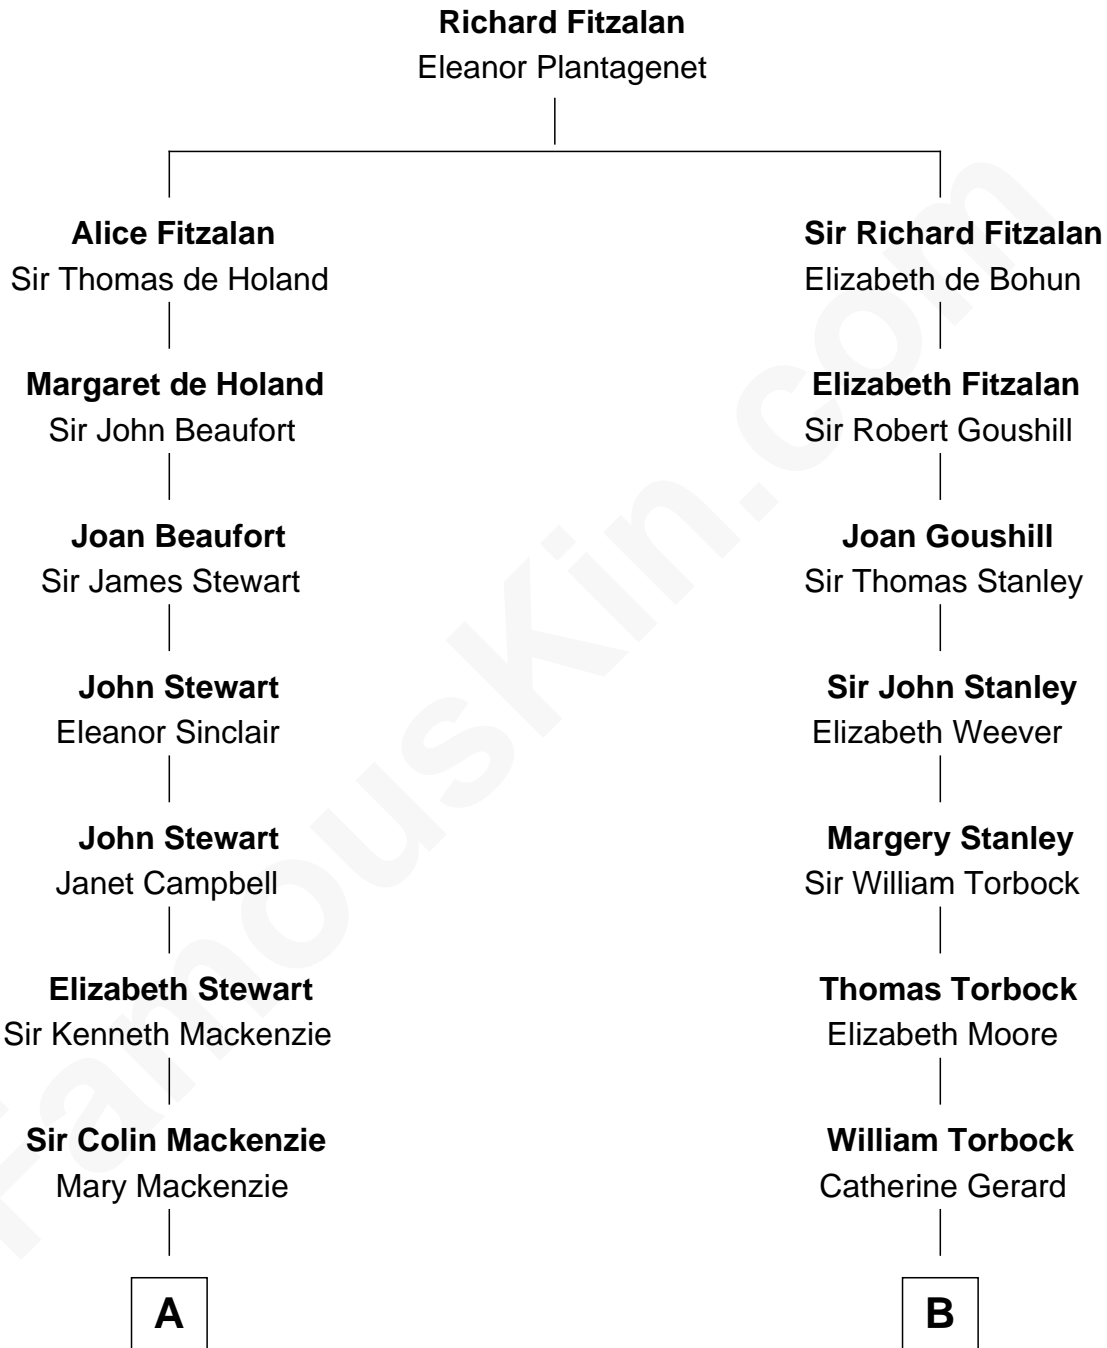 Richard Fitzalan
Eleanor Plantagenet
Alice Fitzalan
Sir Thomas de Holand
Margaret de Holand
Sir John Beaufort
Joan Beaufort
Sir James Stewart
John Stewart
Eleanor Sinclair
John Stewart
Janet Campbell
Elizabeth Stewart
Sir Kenneth Mackenzie
Sir Colin Mackenzie
Mary Mackenzie
A
Sir Richard Fitzalan
Elizabeth de Bohun
Elizabeth Fitzalan
Sir Robert Goushill
Joan Goushill
Sir Thomas Stanley
Sir John Stanley
Elizabeth Weever
Margery Stanley
Sir William Torbock
Thomas Torbock
Elizabeth Moore
William Torbock
Catherine Gerard
B
FamousKin.com